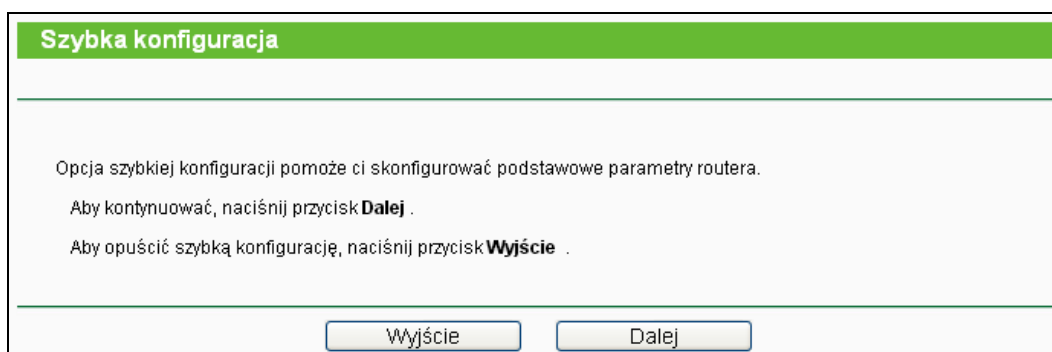 Szybka konfiguracja
Opcja szybkiej konfiguracji pomoże ci skonfigurować podstawowe parametry routera.
Aby kontynuować, naciśnij przycisk Dalej .
Aby opuścić szybką konfigurację, naciśnij przycisk Wyjście .
Wyjście Dalej